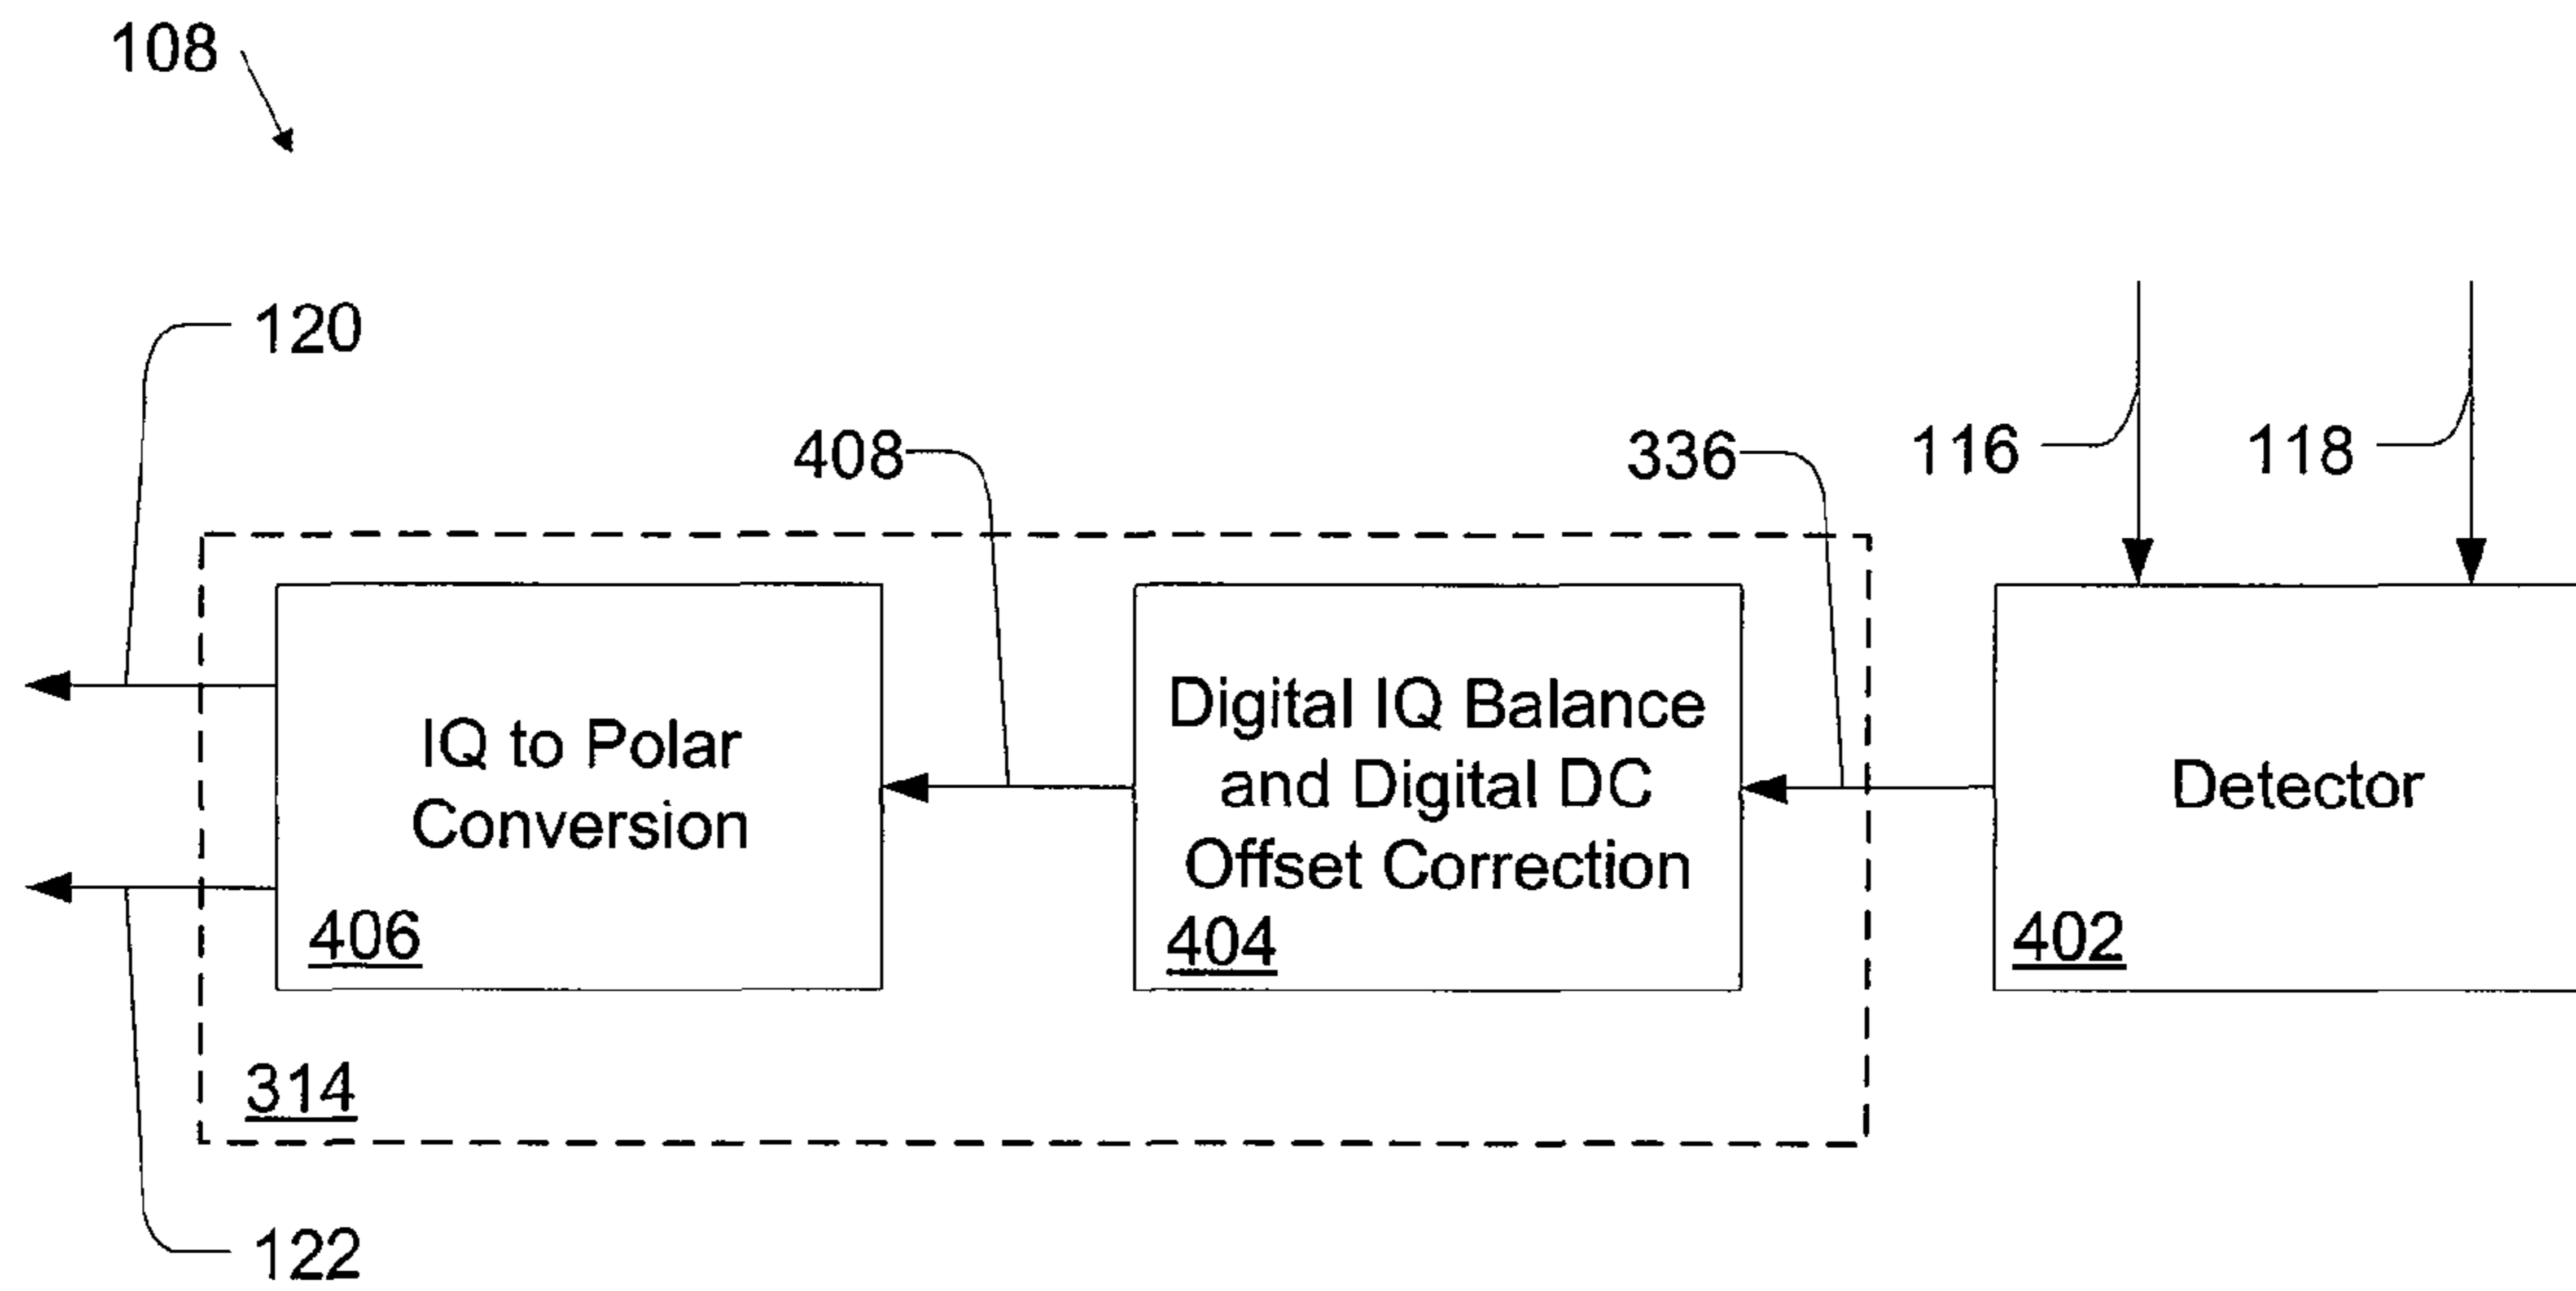 108
120
408
336
116
118
IQ to Polar
Conversion
406
Digital IQ Balance
and Digital DC
Offset Correction
404
Detector
402
314
122